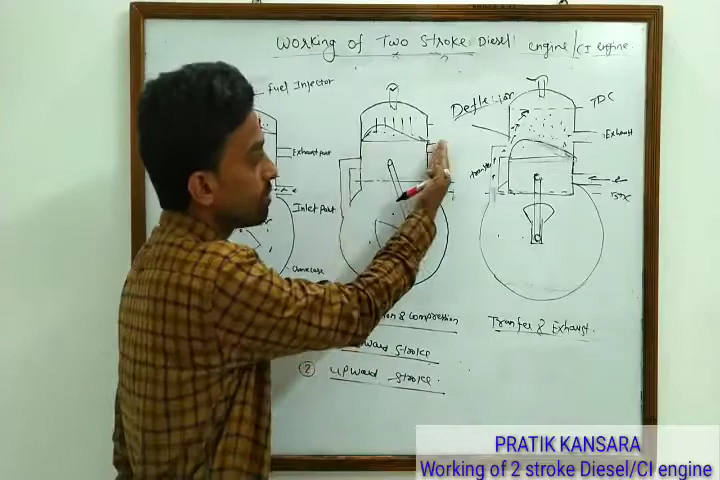 Working of Two Stroke Diesel engine/CI engine.
Fuel Injector
Exhaust port
Inlet Port
Crankcase
Deflector
TDC
Exhaust
transfer
BDC
& Compression
Transfer & Exhaust.
Stroke
② Upward Stroke.
PRATIK KANSARA
Working of 2 stroke Diesel/CI engine